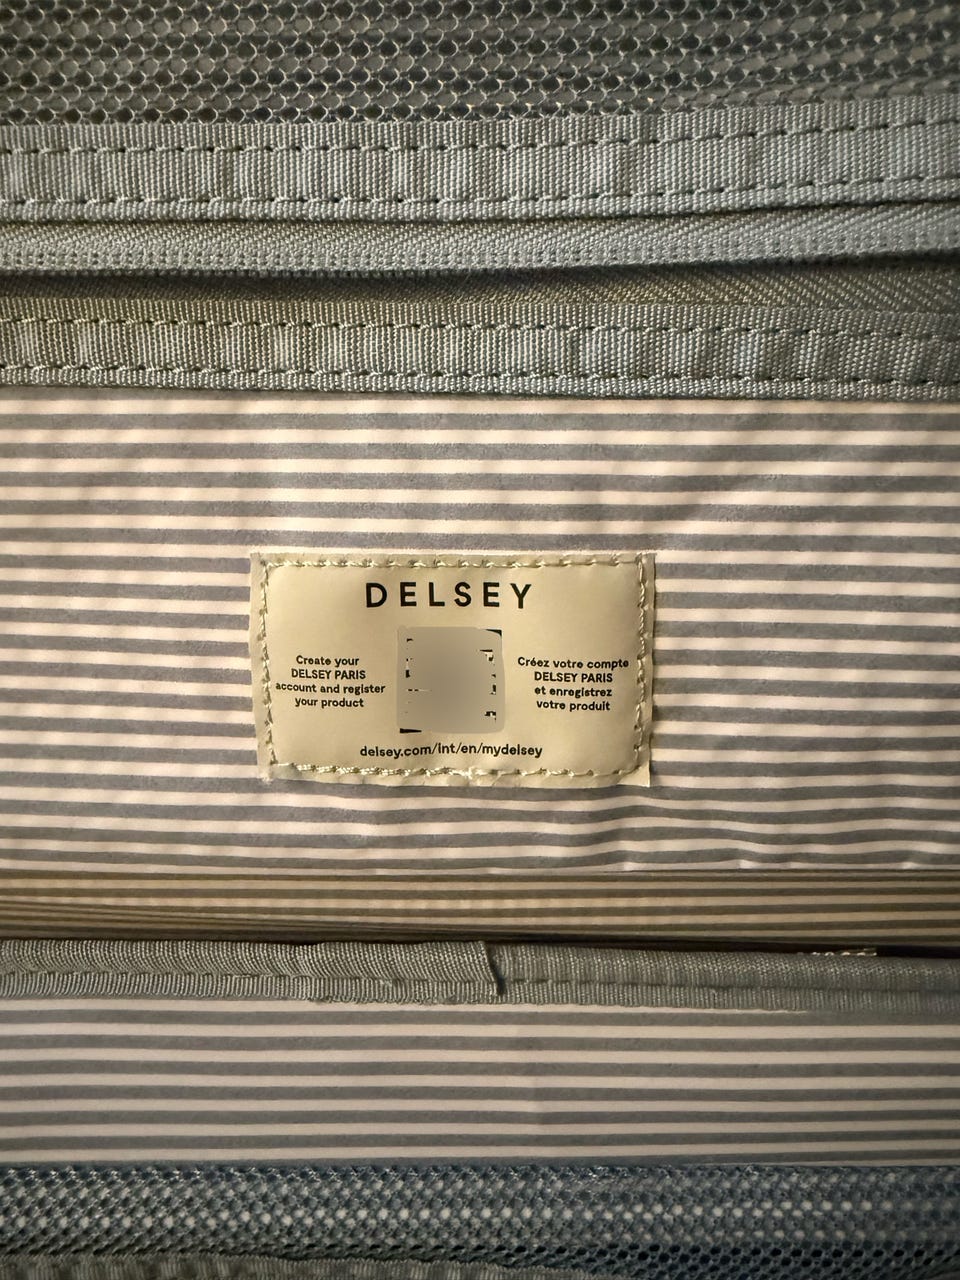 DELSEY
Create your
DELSEY PARIS
account and register
your product
Créez votre compte
DELSEY PARIS
et enregistrez
votre produit
delsey.com/int/en/mydelsey